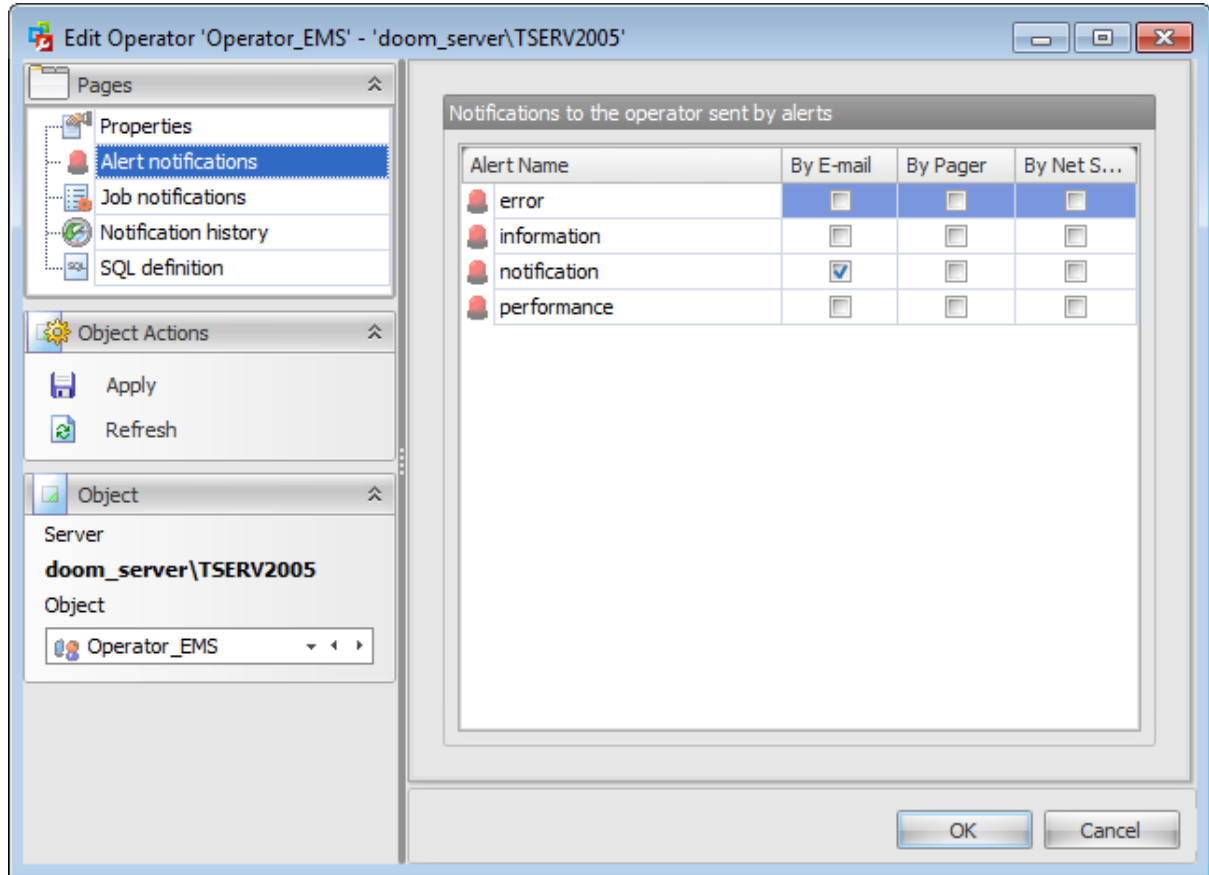 Edit Operator 'Operator_EMS' - 'doom_server\TSERV2005'
Pages
Properties
Alert notifications
Job notifications
Notification history
SQL SQL definition
Object Actions
Apply
Refresh
Object
Server
doom_server\TSERV2005
Object
Operator_EMS
Notifications to the operator sent by alerts
Alert Name By E-mail By Pager By Net S...
error
information
notification
performance
OK Cancel